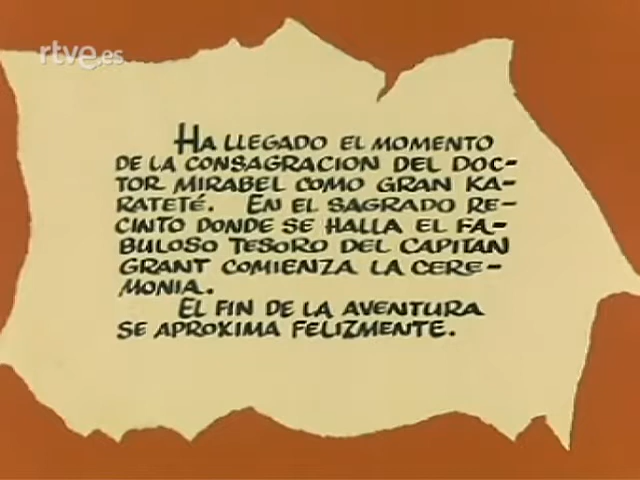 rtve.es
HA LLEGADO EL MOMENTO
DE LA CONSAGRACION DEL DOC-
TOR MIRABEL COMO GRAN KA-
RATETÉ. EN EL SAGRADO RE-
CINTO DONDE SE HALLA EL FA-
BULOSO TESORO DEL CAPITAN
GRANT COMIENZA LA CERE-
MONIA.
EL FIN DE LA AVENTURA
SE APROXIMA FELIZMENTE.